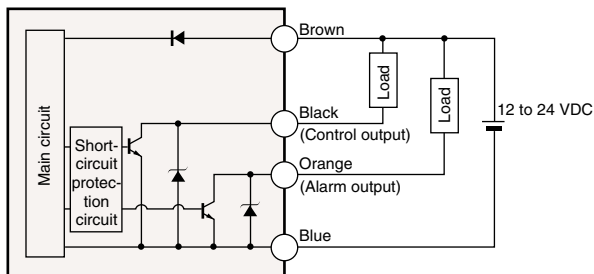 Brown
Load
Load
Main circuit
Black
(Control output)
12 to 24 VDC
Short-
circuit
protec-
tion
circuit
Orange
(Alarm output)
Blue